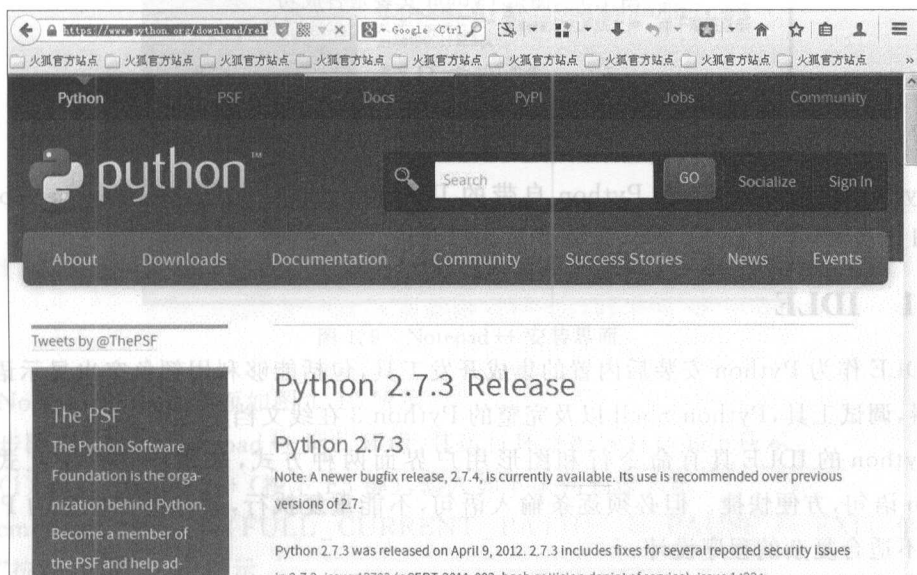 https://www.python.org/download/rel
Google <Ctrl
火狐官方站点 火狐官方站点 火狐官方站点 火狐官方站点 火狐官方站点 火狐官方站点 火狐官方站点 火狐官方站点 火狐官方站点 »
Python PSF Docs PyPI Jobs Community
python™
Search GO Socialize Sign In
About Downloads Documentation Community Success Stories News Events
Tweets by @ThePSF
The PSF
The Python Software
Foundation is the orga-
nization behind Python.
Become a member of
the PSF and help ad-
Python 2.7.3 Release
Python 2.7.3
Note: A newer bugfix release, 2.7.4, is currently available. Its use is recommended over previous
versions of 2.7.
Python 2.7.3 was released on April 9, 2012. 2.7.3 includes fixes for several reported security issues